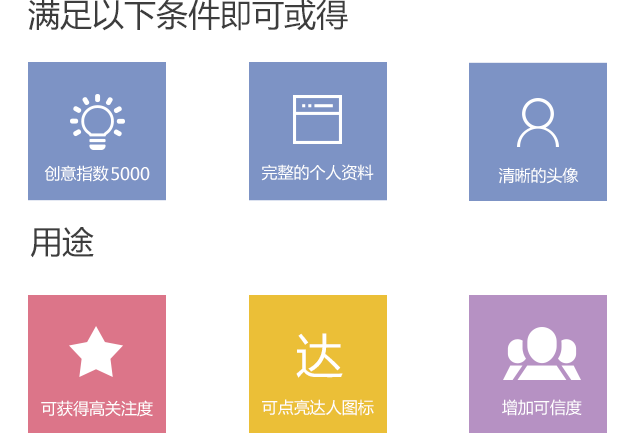 满足以下条件即可或得
创意指数5000
完整的个人资料
清晰的头像
用途
达
可获得高关注度
可点亮达人图标
增加可信度